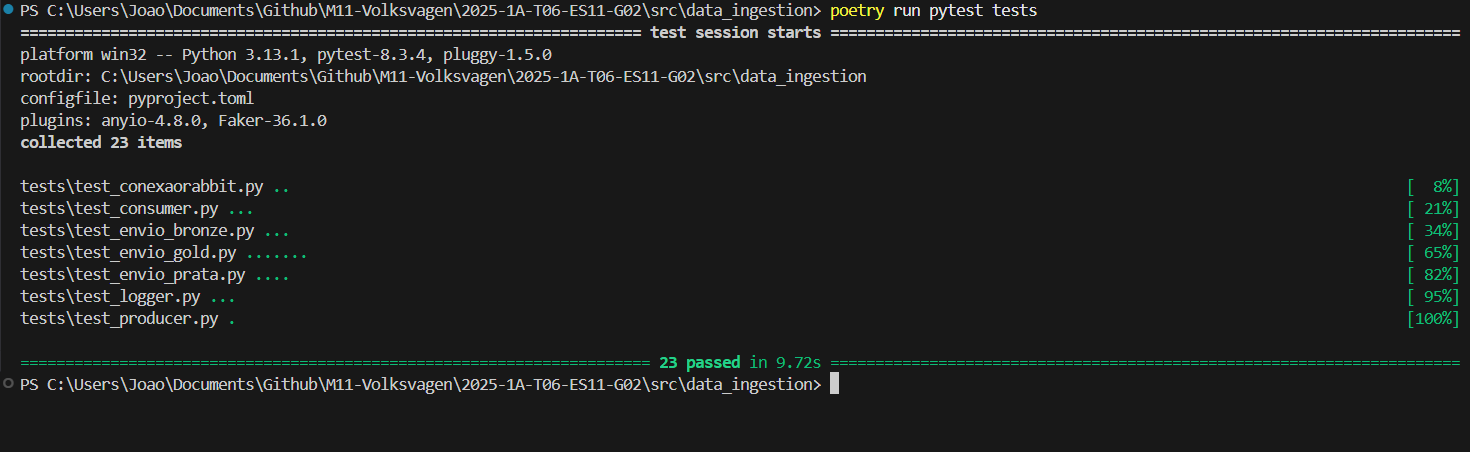 PS C:\Users\Joao\Documents\Github\M11-Volksvagen\2025-1A-T06-ES11-G02\src\data_ingestion> poetry run pytest tests
===================================================================== test session starts ======================================================================
platform win32 -- Python 3.13.1, pytest-8.3.4, pluggy-1.5.0
rootdir: C:\Users\Joao\Documents\Github\M11-Volksvagen\2025-1A-T06-ES11-G02\src\data_ingestion
configfile: pyproject.toml
plugins: anyio-4.8.0, Faker-36.1.0
collected 23 items
tests\test_conexaorabbit.py .. [  8%]
tests\test_consumer.py ... [ 21%]
tests\test_envio_bronze.py ... [ 34%]
tests\test_envio_gold.py ....... [ 65%]
tests\test_envio_prata.py .... [ 82%]
tests\test_logger.py ... [ 95%]
tests\test_producer.py . [100%]
====================================================================== 23 passed in 9.72s ======================================================================
PS C:\Users\Joao\Documents\Github\M11-Volksvagen\2025-1A-T06-ES11-G02\src\data_ingestion>